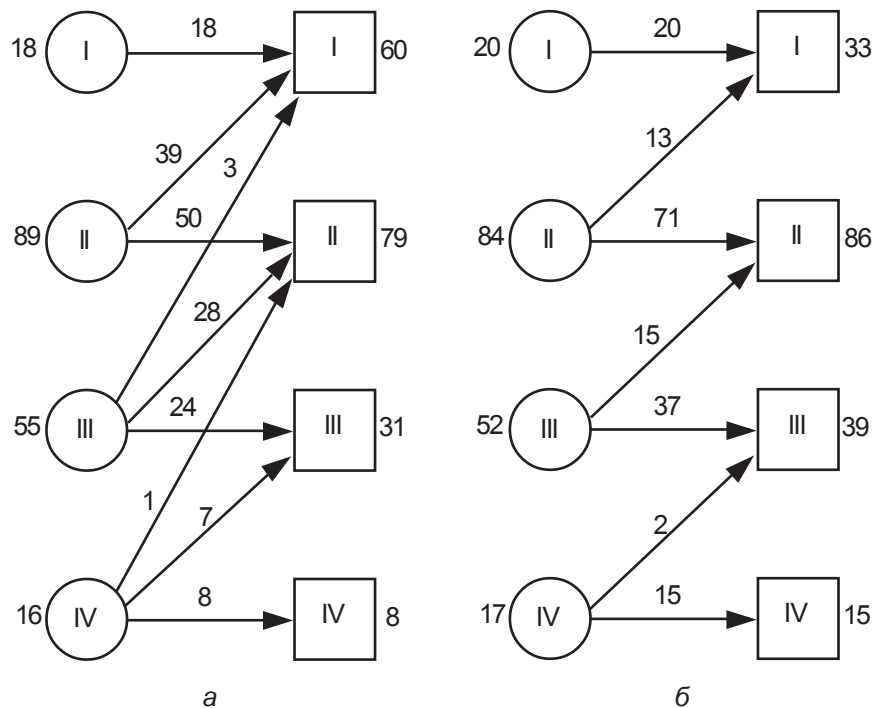 18 I 18 I 60
39 3
89 II 50 II 79
28
55 III 24 III 31
1 7
16 IV 8 IV 8
а
20 I 20 I 33
13
84 II 71 II 86
15
52 III 37 III 39
2
17 IV 15 IV 15
б